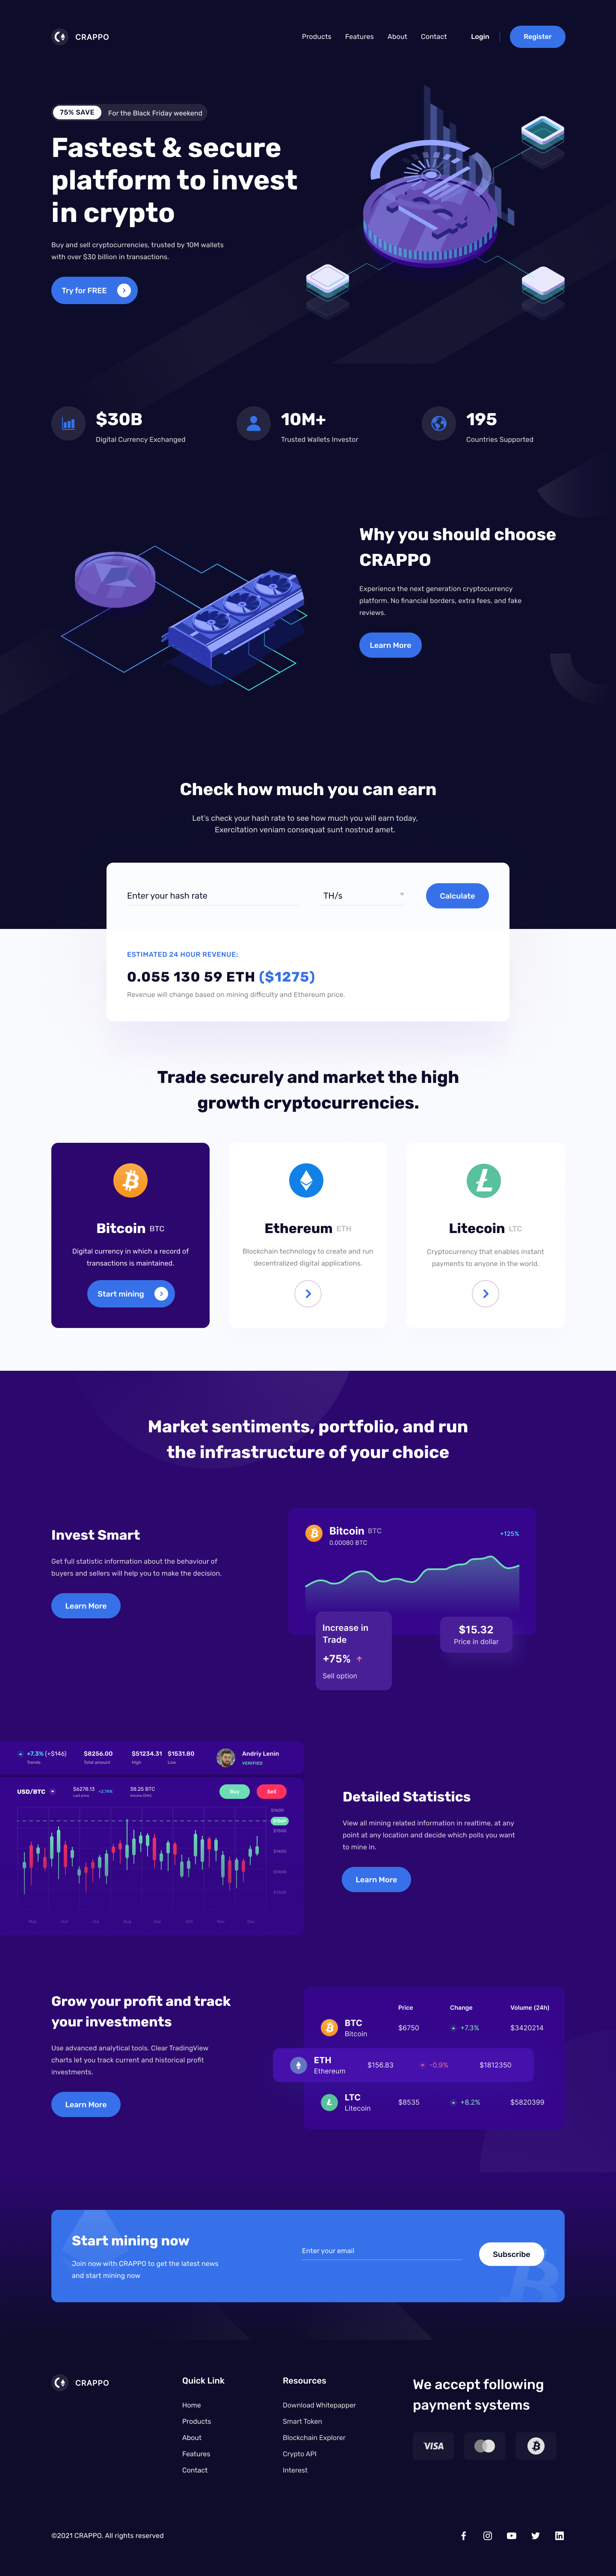 CRAPPO
Products Features About Contact Login Register
75% SAVE For the Black Friday weekend
Fastest & secure
platform to invest
in crypto
Buy and sell cryptocurrencies, trusted by 10M wallets
with over $30 billion in transactions.
Try for FREE
$30B
Digital Currency Exchanged
10M+
Trusted Wallets Investor
195
Countries Supported
Why you should choose
CRAPPO
Experience the next generation cryptocurrency
platform. No financial borders, extra fees, and fake
reviews.
Learn More
Check how much you can earn
Let's check your hash rate to see how much you will earn today,
Exercitation veniam consequat sunt nostrud amet.
Enter your hash rate
TH/s
Calculate
ESTIMATED 24 HOUR REVENUE:
0.055 130 59 ETH ($1275)
Revenue will change based on mining difficulty and Ethereum price.
Trade securely and market the high
growth cryptocurrencies.
Bitcoin BTC
Digital currency in which a record of
transactions is maintained.
Start mining
Ethereum ETH
Blockchain technology to create and run
decentralized digital applications.
Litecoin LTC
Cryptocurrency that enables instant
payments to anyone in the world.
Market sentiments, portfolio, and run
the infrastructure of your choice
Invest Smart
Get full statistic information about the behaviour of
buyers and sellers will help you to make the decision.
Learn More
Bitcoin BTC
0.00080 BTC
+125%
Increase in
Trade
+75%
Sell option
$15.32
Price in dollar
+7.3% (+$146)
Trends
$8256.00
Total amount
$51234.31
High
$1531.80
Low
Andriy Lenin
VERIFIED
USD/BTC
$6278.13 +2.74%
Last price
38.25 BTC
Volume (24h)
Buy
Sell
Detailed Statistics
View all mining related information in realtime, at any
point at any location and decide which polls you want
to mine in.
Learn More
Grow your profit and track
your investments
Use advanced analytical tools. Clear TradingView
charts let you track current and historical profit
investments.
Learn More
Price Change Volume (24h)
BTC
Bitcoin
$6750 +7.3% $3420214
ETH
Ethereum
$156.83 -0.9% $1812350
LTC
Litecoin
$8535 +8.2% $5820399
Start mining now
Join now with CRAPPO to get the latest news
and start mining now
Enter your email
Subscribe
CRAPPO
Quick Link
Home
Products
About
Features
Contact
Resources
Download Whitepapper
Smart Token
Blockchain Explorer
Crypto API
Interest
We accept following
payment systems
VISA
©2021 CRAPPO. All rights reserved